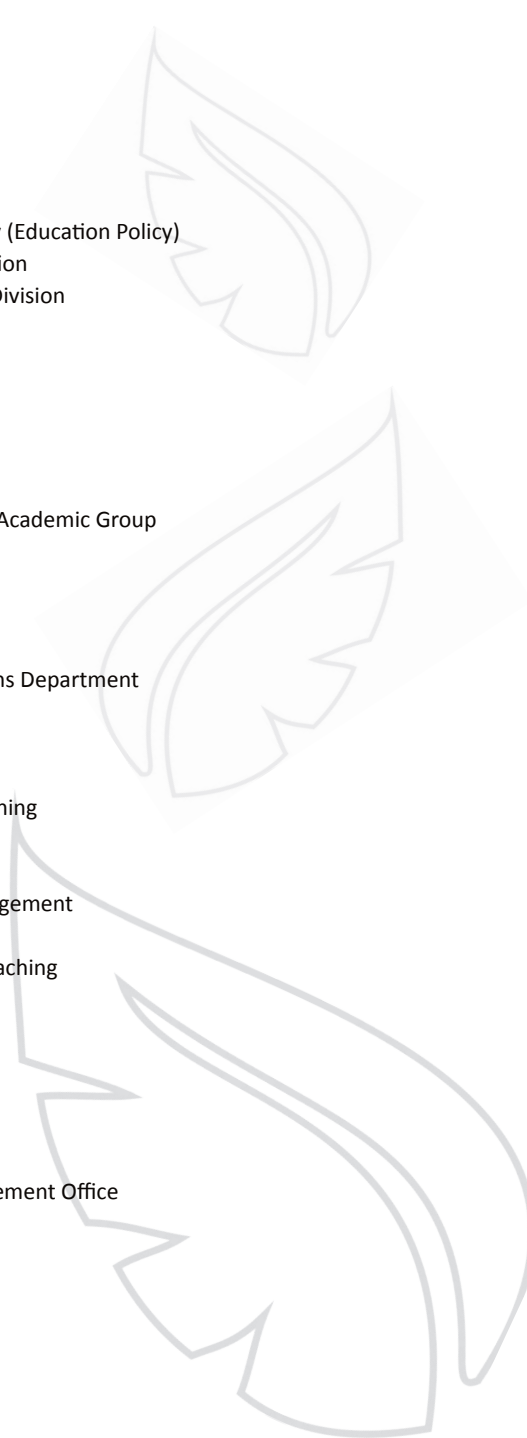 (Education Policy)
ion
Division
Academic Group
ns Department
ning
gement
aching
ement Office